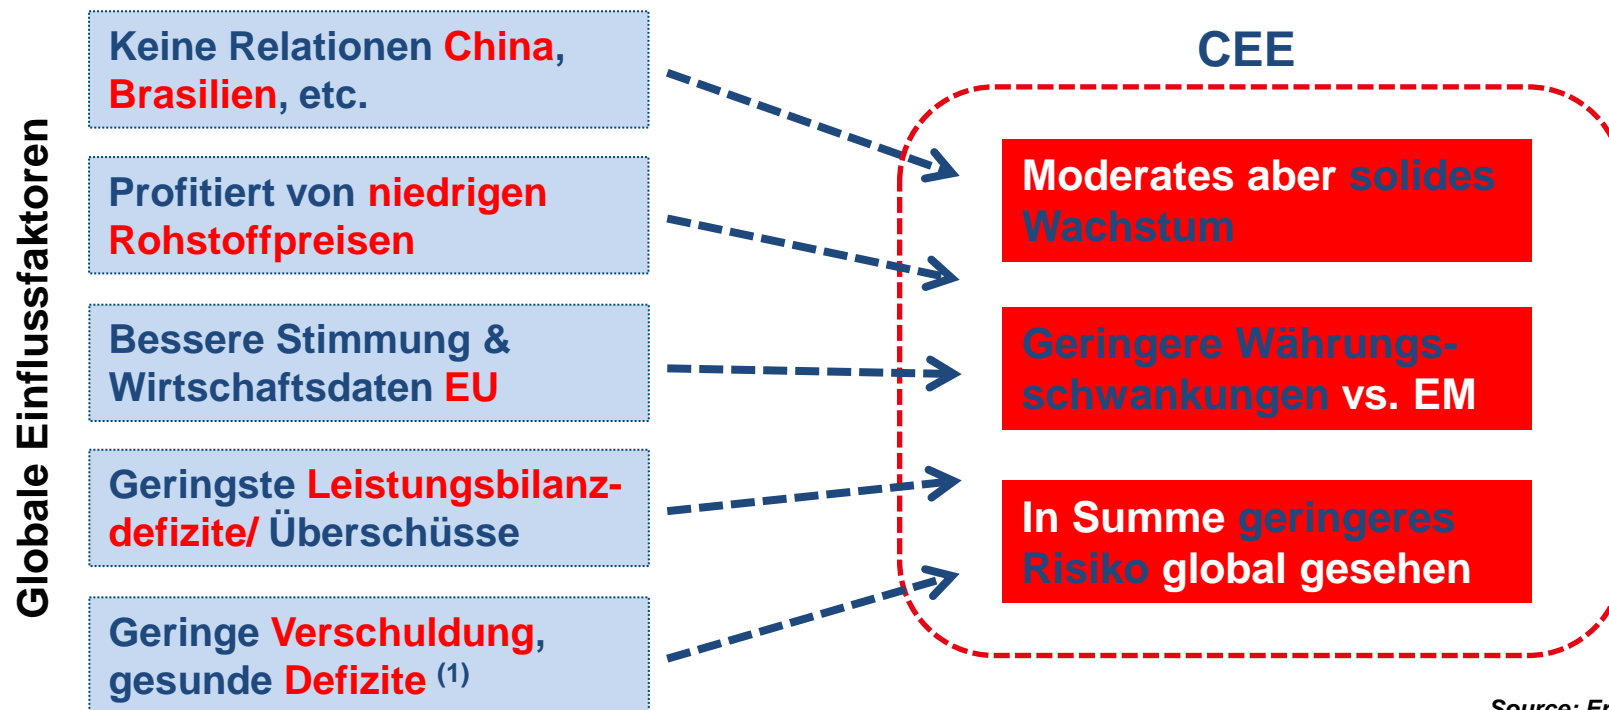 Globale Einflussfaktoren
Keine Relationen China,
Brasilien, etc.
Profitiert von niedrigen
Rohstoffpreisen
Bessere Stimmung &
Wirtschaftsdaten EU
Geringste Leistungsbilanz-
defizite/ Überschüsse
Geringe Verschuldung,
gesunde Defizite (1)
CEE
Moderates aber solides
Wachstum
Geringere Währungs-
schwankungen vs. EM
In Summe geringeres
Risiko global gesehen
Source: